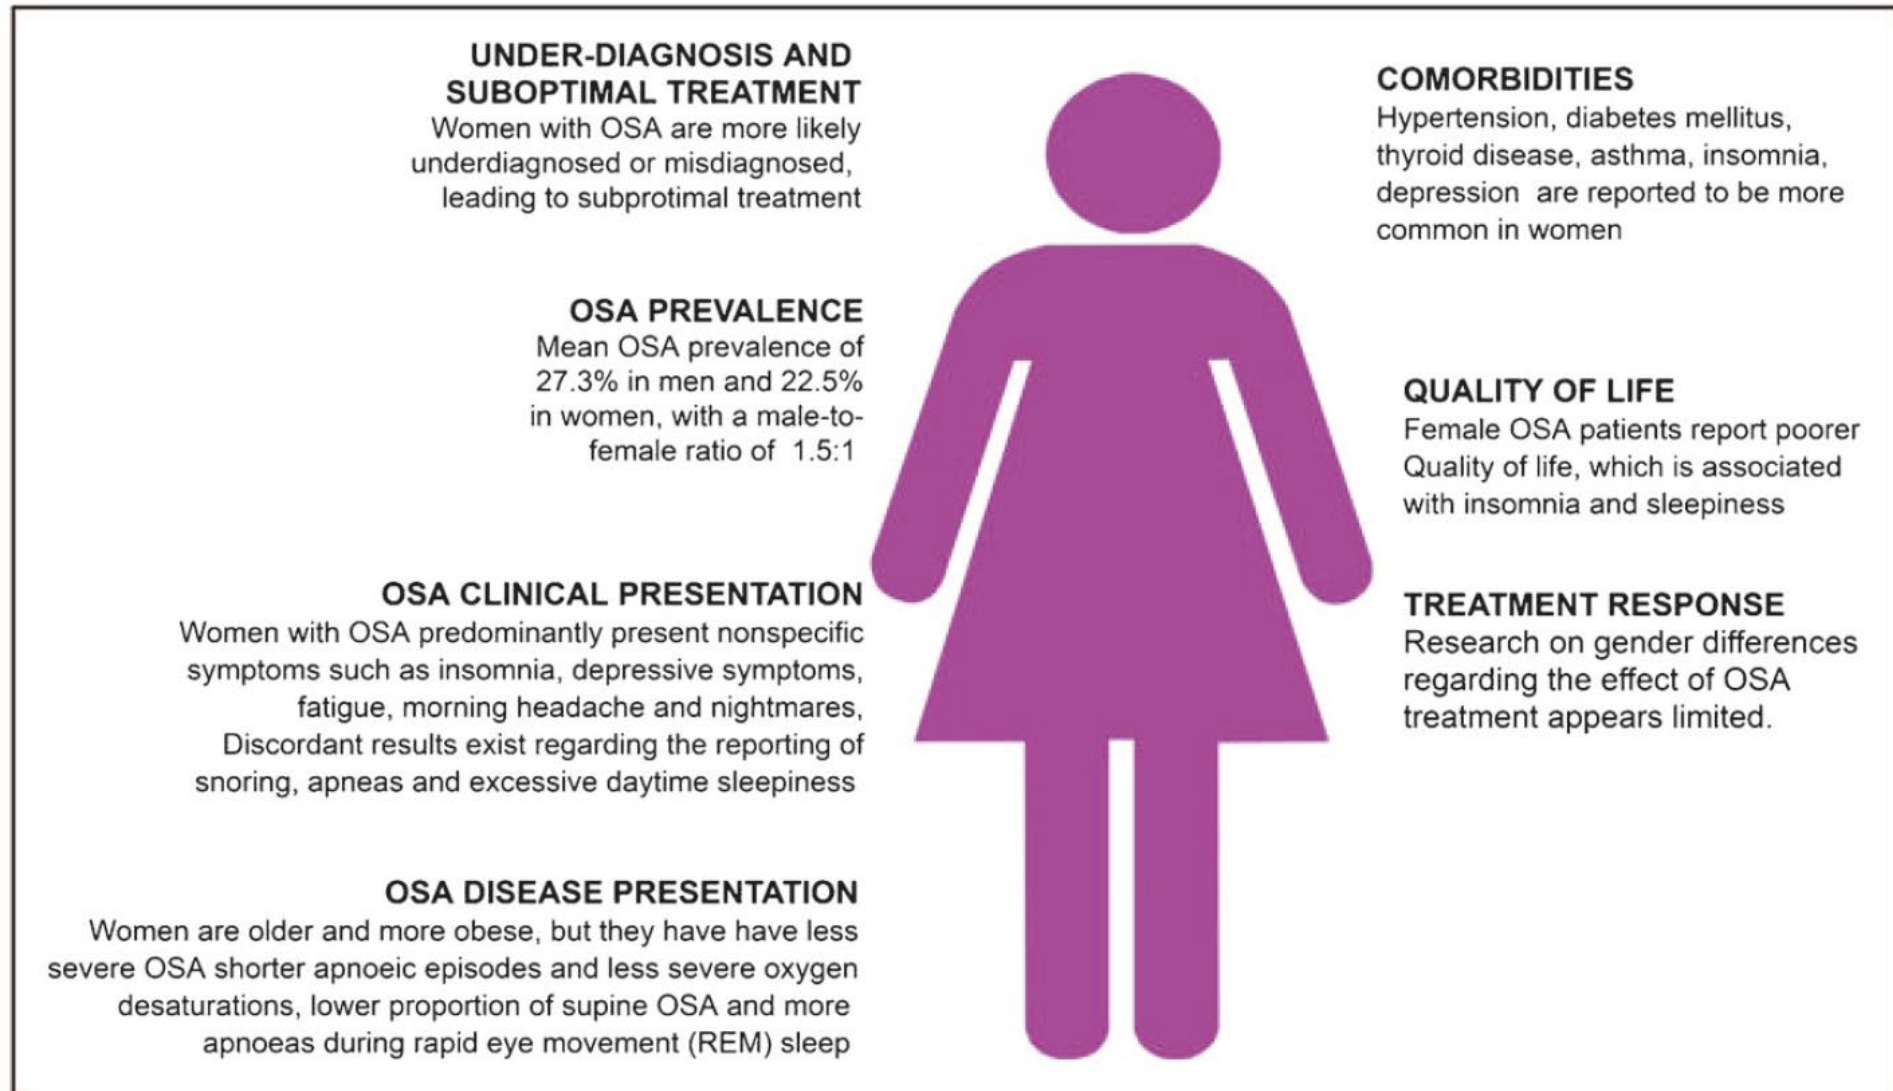 UNDER-DIAGNOSIS AND
SUBOPTIMAL TREATMENT
Women with OSA are more likely
underdiagnosed or misdiagnosed,
leading to subprotimal treatment
OSA PREVALENCE
Mean OSA prevalence of
27.3% in men and 22.5%
in women, with a male-to-
female ratio of 1.5:1
OSA CLINICAL PRESENTATION
Women with OSA predominantly present nonspecific
symptoms such as insomnia, depressive symptoms,
fatigue, morning headache and nightmares,
Discordant results exist regarding the reporting of
snoring, apneas and excessive daytime sleepiness
OSA DISEASE PRESENTATION
Women are older and more obese, but they have have less
severe OSA shorter apnoeic episodes and less severe oxygen
desaturations, lower proportion of supine OSA and more
apnoeas during rapid eye movement (REM) sleep
COMORBIDITIES
Hypertension, diabetes mellitus,
thyroid disease, asthma, insomnia,
depression are reported to be more
common in women
QUALITY OF LIFE
Female OSA patients report poorer
Quality of life, which is associated
with insomnia and sleepiness
TREATMENT RESPONSE
Research on gender differences
regarding the effect of OSA
treatment appears limited.